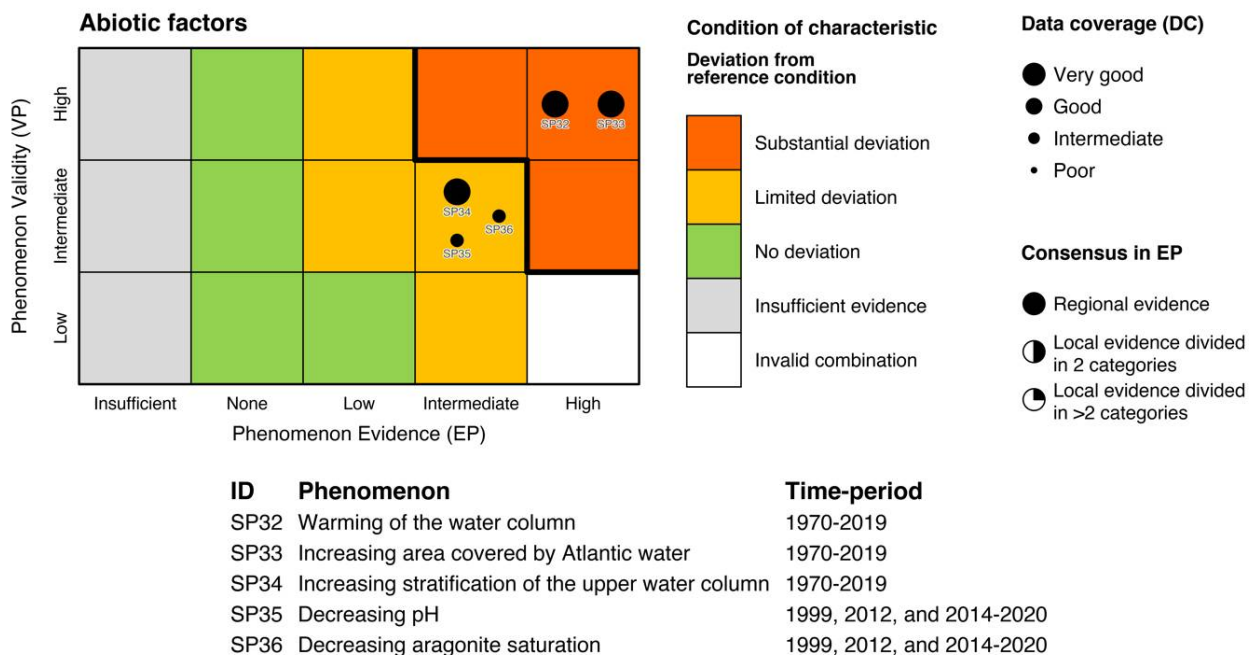 Abiotic factors
Phenomenon Validity (VP)
High
Intermediate
Low
SP32
SP33
SP34
SP36
SP35
Insufficient
None
Low
Intermediate
High
Phenomenon Evidence (EP)
Condition of characteristic
Deviation from
reference condition
Substantial deviation
Limited deviation
No deviation
Insufficient evidence
Invalid combination
Data coverage (DC)
Very good
Good
Intermediate
Poor
Consensus in EP
Regional evidence
Local evidence divided
in 2 categories
Local evidence divided
in >2 categories
ID Phenomenon Time-period
SP32 Warming of the water column 1970-2019
SP33 Increasing area covered by Atlantic water 1970-2019
SP34 Increasing stratification of the upper water column 1970-2019
SP35 Decreasing pH 1999, 2012, and 2014-2020
SP36 Decreasing aragonite saturation 1999, 2012, and 2014-2020